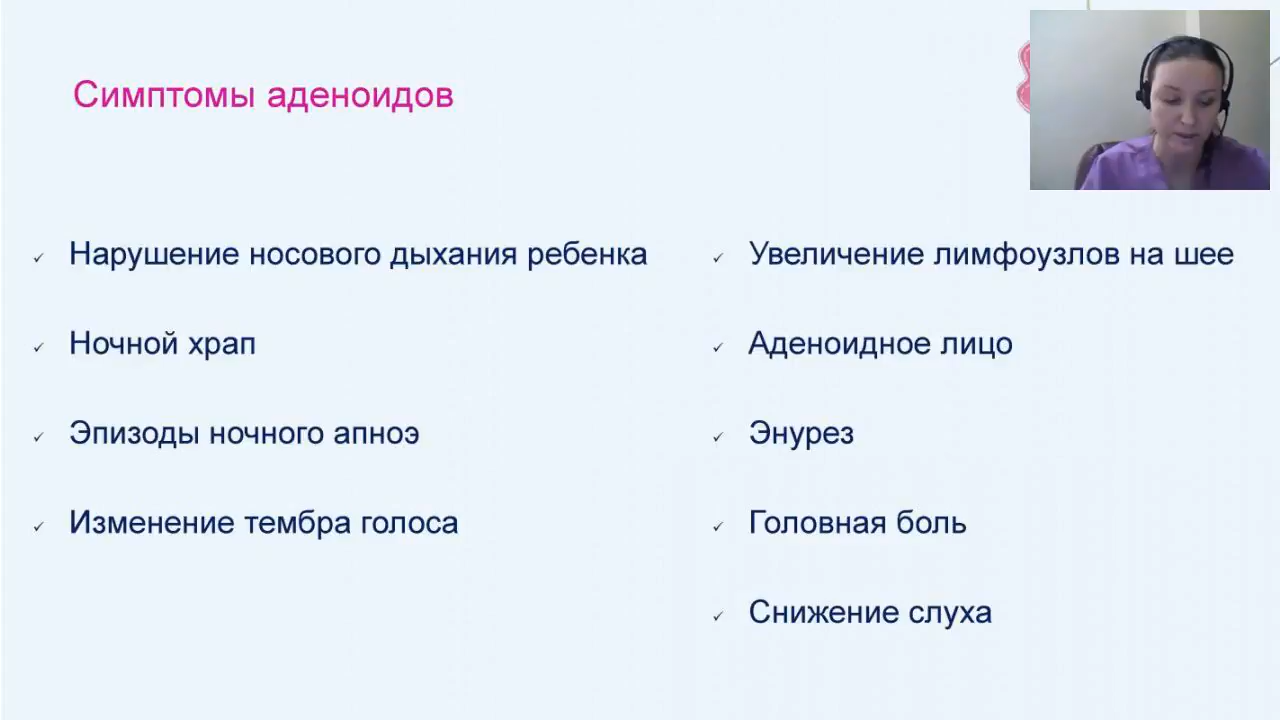 Симптомы аденоидов
Нарушение носового дыхания ребенка
Ночной храп
Эпизоды ночного апноэ
Изменение тембра голоса
Увеличение лимфоузлов на шее
Аденоидное лицо
Энурез
Головная боль
Снижение слуха